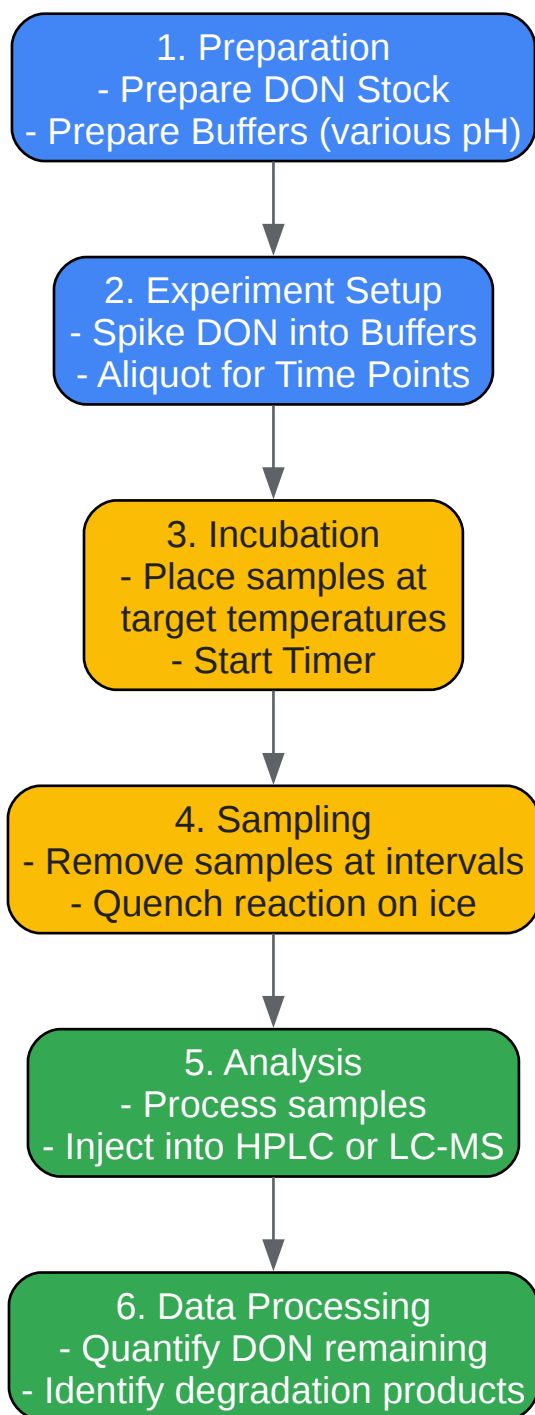 1. Preparation
- Prepare DON Stock
- Prepare Buffers (various pH)
2. Experiment Setup
- Spike DON into Buffers
- Aliquot for Time Points
3. Incubation
- Place samples at
target temperatures
- Start Timer
4. Sampling
- Remove samples at intervals
- Quench reaction on ice
5. Analysis
- Process samples
- Inject into HPLC or LC-MS
6. Data Processing
- Quantify DON remaining
- Identify degradation products